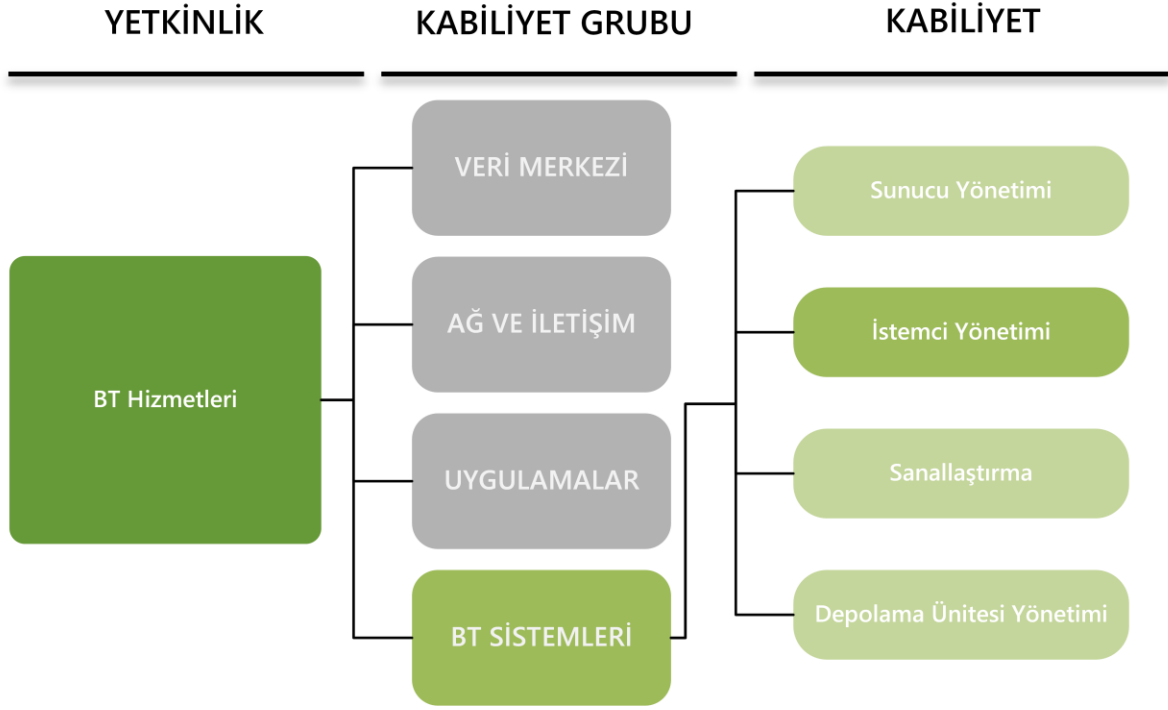 YETKİNLİK
KABİLİYET GRUBU
KABİLİYET
BT Hizmetleri
VERİ MERKEZİ
AĞ VE İLETİŞİM
UYGULAMALAR
BT SİSTEMLERİ
Sunucu Yönetimi
İstemci Yönetimi
Sanallaştırma
Depolama Ünitesi Yönetimi